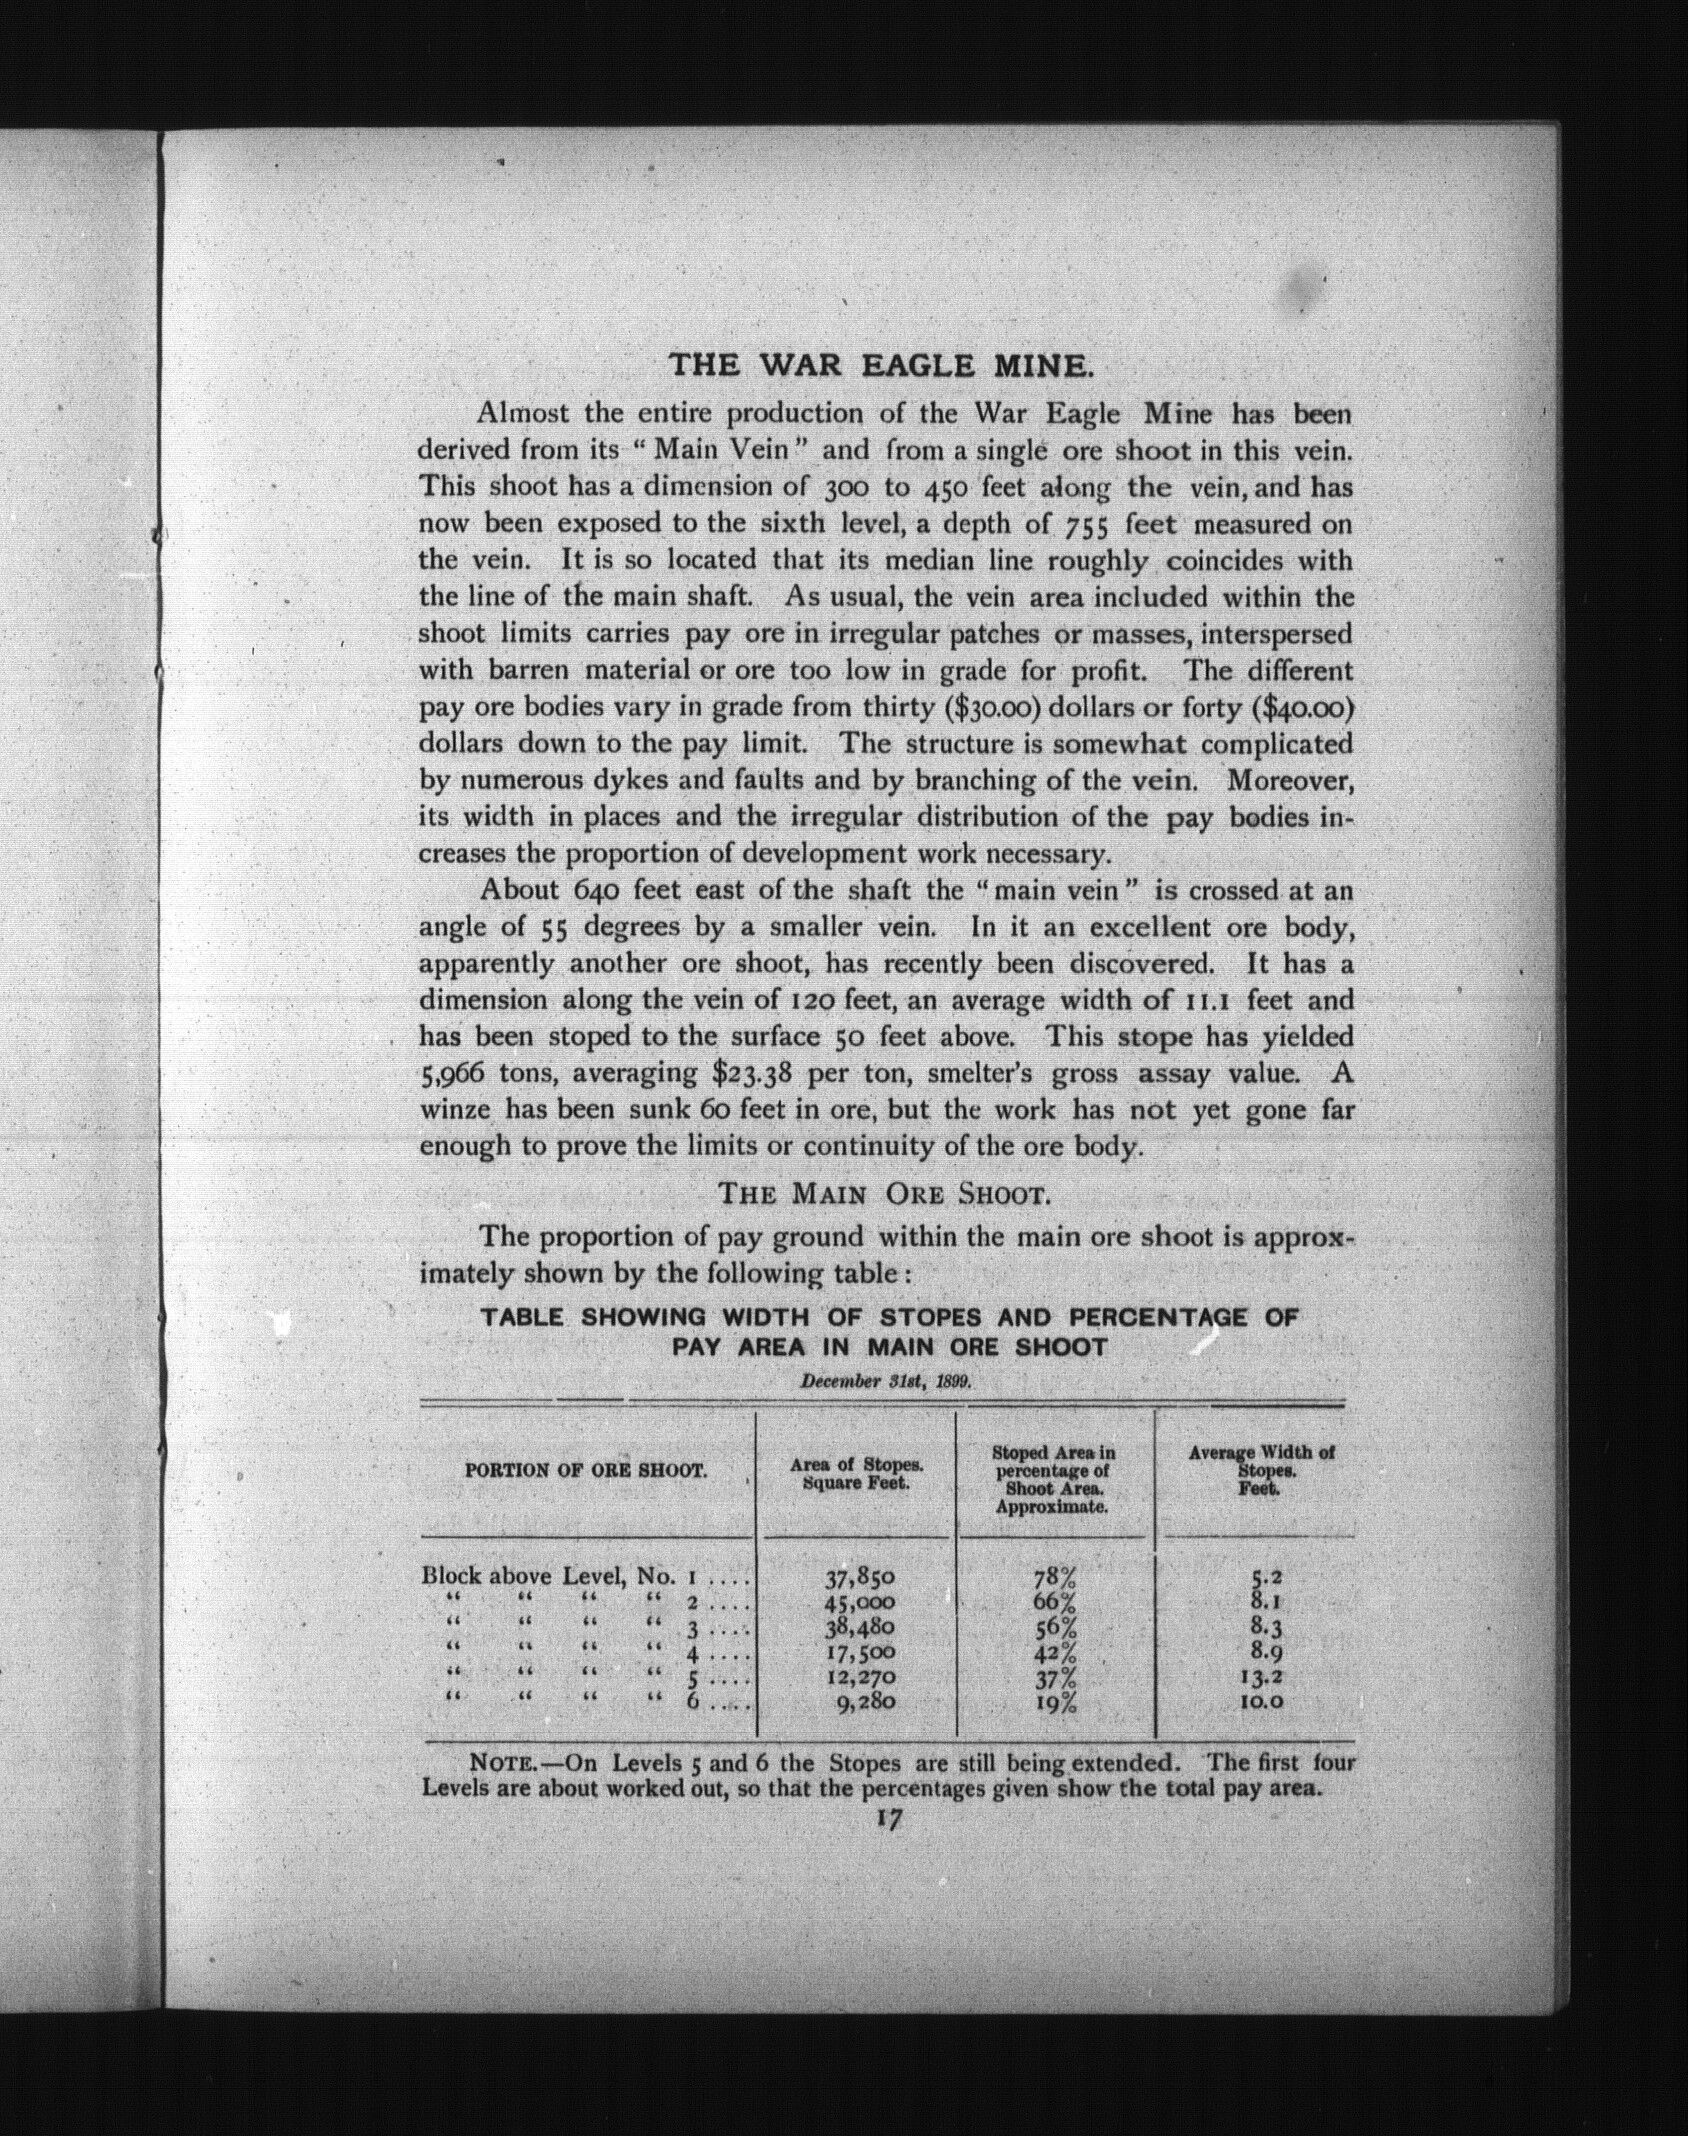 THE WAR EAGLE MINE.
Almost the entire production of the War Eagle Mine has been
derived from its “ Main Vein ” and from a single ore shoot in this vein.
This shoot has a dimension of 300 to 450 feet along the vein, and has
now been exposed to the sixth level, a depth of 755 feet measured on
the vein. It is so located that its median line roughly coincides with
the line of the main shaft. As usual, the vein area included within the
shoot limits carries pay ore in irregular patches or masses, interspersed
with barren material or ore too low in grade for profit. The different
pay ore bodies vary in grade from thirty ($30.00) dollars or forty ($40.00)
dollars down to the pay limit. The structure is somewhat complicated
by numerous dykes and faults and by branching of the vein. Moreover,
its width in places and the irregular distribution of the pay bodies in-
creases the proportion of development work necessary.
About 640 feet east of the shaft the “ main vein ” is crossed at an
angle of 55 degrees by a smaller vein. In it an excellent ore body,
apparently another ore shoot, has recently been discovered. It has a
dimension along the vein of 120 feet, an average width of 11.1 feet and
has been stoped to the surface 50 feet above. This stope has yielded
5,966 tons, averaging $23.38 per ton, smelter’s gross assay value. A
winze has been sunk 60 feet in ore, but the work has not yet gone far
enough to prove the limits or continuity of the ore body.
THE MAIN ORE SHOOT.
The proportion of pay ground within the main ore shoot is approx-
imately shown by the following table :
TABLE SHOWING WIDTH OF STOPES AND PERCENTAGE OF
PAY AREA IN MAIN ORE SHOOT
December 31st, 1899.
PORTION OF ORE SHOOT. Area of Stopes. Square Feet. Stoped Area in percentage of Shoot Area. Approximate. Average Width of Stopes. Feet.
Block above Level, No. 1 .... 37,850 78% 5.2
“ “ “ “ 2 .... 45,000 66% 8.1
“ “ “ “ 3 .... 38,480 56% 8.3
“ “ “ “ 4 .... 17,500 42% 8.9
“ “ “ “ 5 .... 12,270 37% 13.2
“ “ “ “ 6 .... 9,280 19% 10.0
NOTE.—On Levels 5 and 6 the Stopes are still being extended. The first four
Levels are about worked out, so that the percentages given show the total pay area.
17